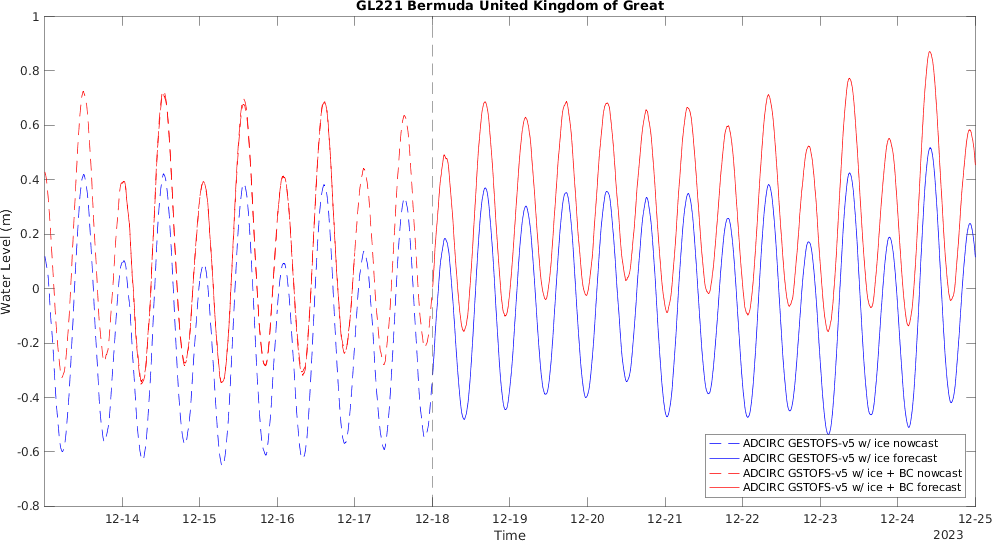 GL221 Bermuda United Kingdom of Great
1
0.8
0.6
0.4
0.2
0
-0.2
-0.4
-0.6
-0.8
Water Level (m)
ADCIRC GESTOFS-v5 w/ ice nowcast
ADCIRC GESTOFS-v5 w/ ice forecast
ADCIRC GSTOFS-v5 w/ ice + BC nowcast
ADCIRC GSTOFS-v5 w/ ice + BC forecast
12-14 12-15 12-16 12-17 12-18 12-19 12-20 12-21 12-22 12-23 12-24 12-25
Time
2023